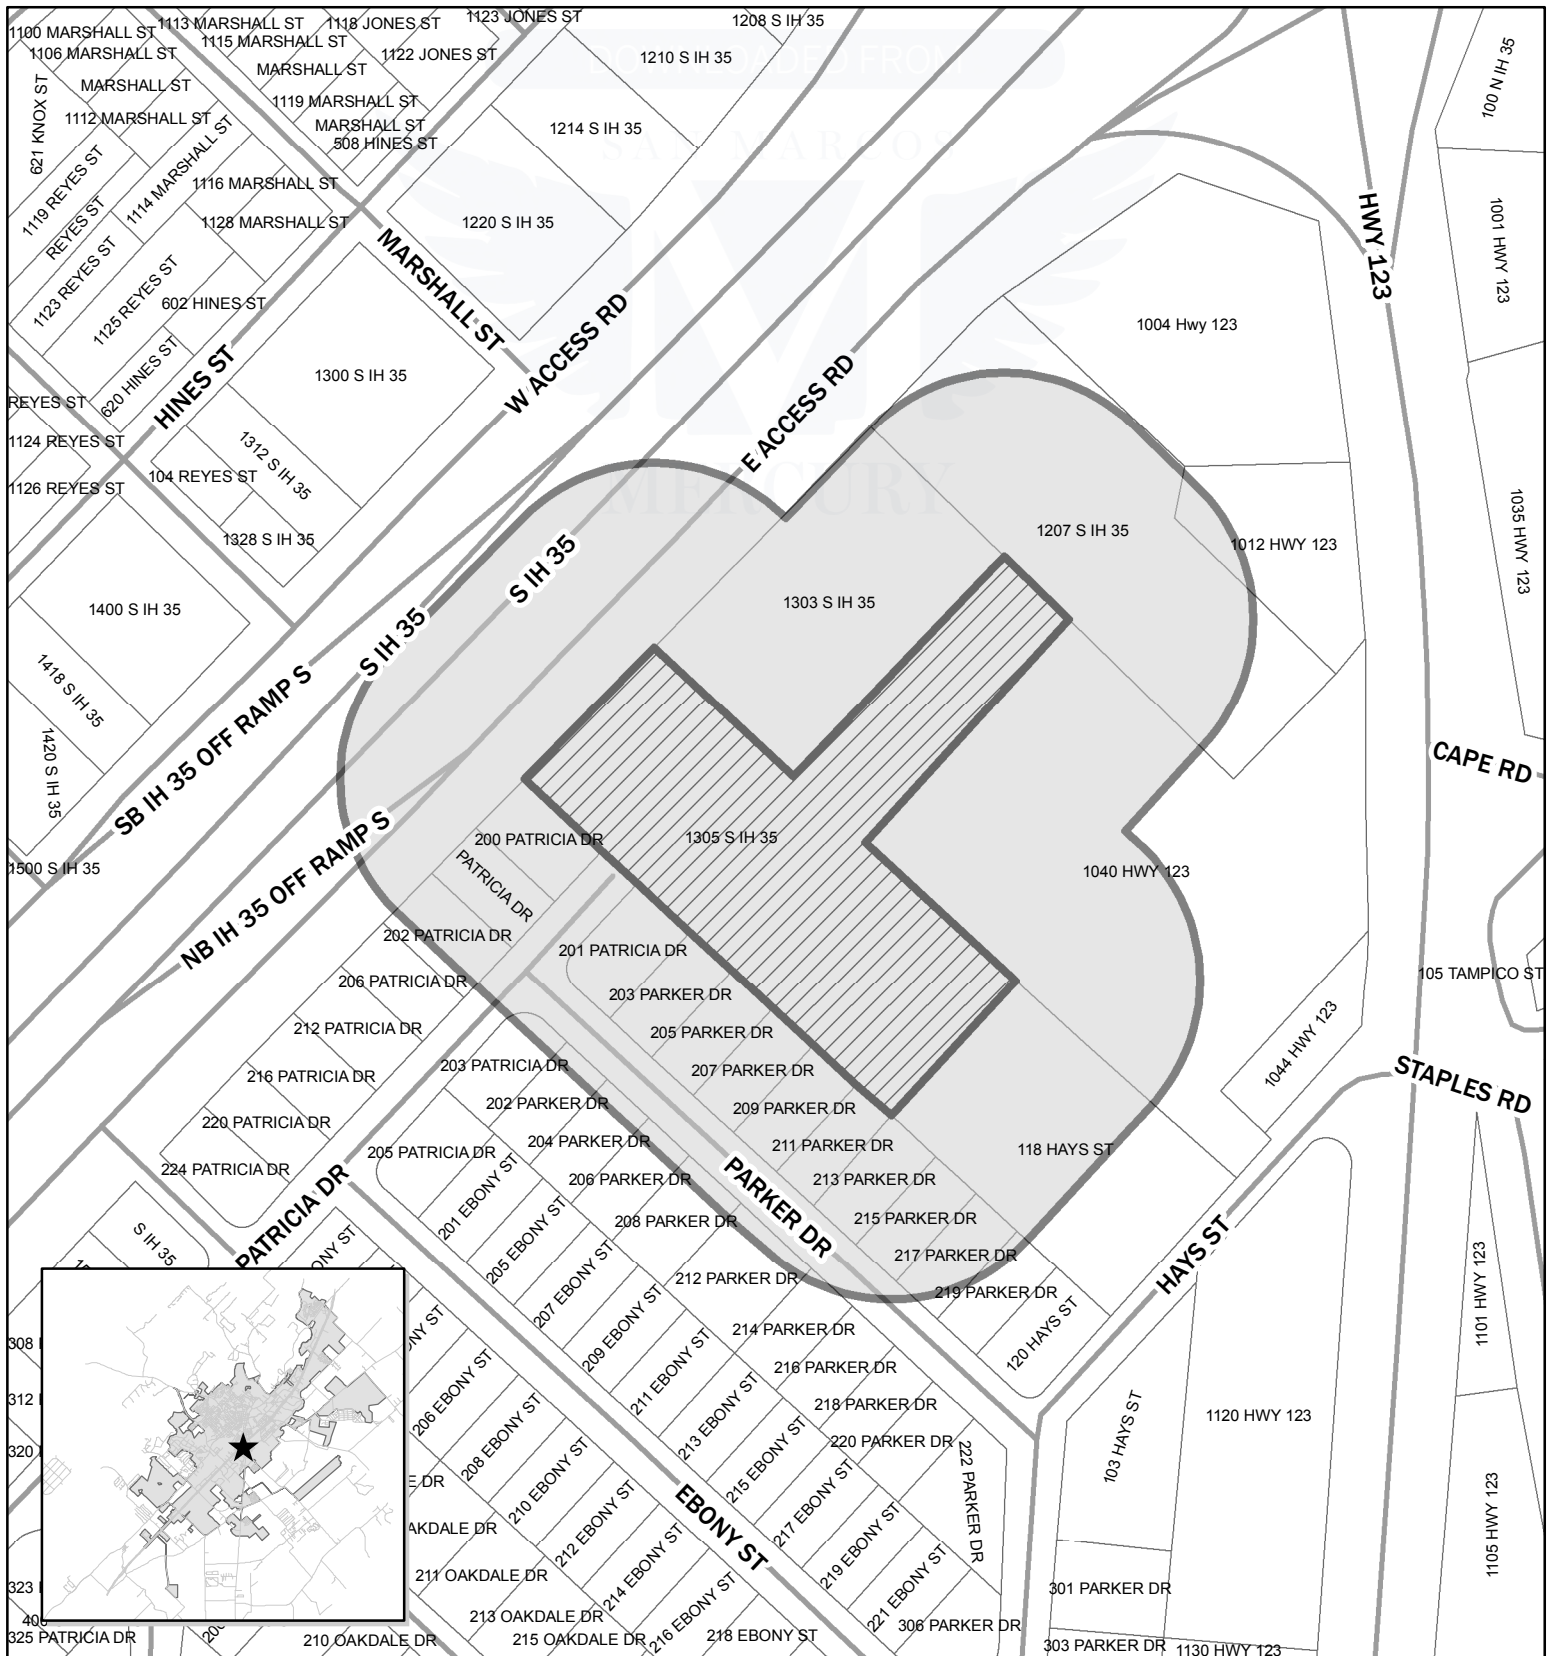 1100 MARSHALL ST
1113 MARSHALL ST
1118 JONES ST
1123 JONES ST
1208 S IH 35
1106 MARSHALL ST
1115 MARSHALL ST
1122 JONES ST
1210 S IH 35
DOWNLOADED FROM
100 N IH 35
MARSHALL ST
MARSHALL ST
621 KNOX ST
1112 MARSHALL ST
1119 MARSHALL ST
MARSHALL ST
508 HINES ST
1214 S IH 35
SAN MARCOS
1119 REYES ST
1114 MARSHALL ST
1116 MARSHALL ST
REYES ST
1128 MARSHALL ST
1220 S IH 35
HWY 123
1001 HWY 123
1123 REYES ST
1125 REYES ST
MARSHALL ST
602 HINES ST
W ACCESS RD
1004 Hwy 123
620 HINES ST
HINES ST
1300 S IH 35
E ACCESS RD
REYES ST
1124 REYES ST
1312 S IH 35
104 REYES ST
MERCURY
1126 REYES ST
1328 S IH 35
S IH 35
1207 S IH 35
1012 HWY 123
1035 HWY 123
1400 S IH 35
S IH 35
1303 S IH 35
1418 S IH 35
SB IH 35 OFF RAMP S
1420 S IH 35
CAPE RD
NB IH 35 OFF RAMP S
200 PATRICIA DR
1305 S IH 35
1500 S IH 35
PATRICIA DR
1040 HWY 123
202 PATRICIA DR
201 PATRICIA DR
206 PATRICIA DR
203 PARKER DR
105 TAMPICO ST
212 PATRICIA DR
205 PARKER DR
1044 HWY 123
216 PATRICIA DR
203 PATRICIA DR
207 PARKER DR
STAPLES RD
202 PARKER DR
209 PARKER DR
220 PATRICIA DR
204 PARKER DR
211 PARKER DR
118 HAYS ST
205 PATRICIA DR
224 PATRICIA DR
206 PARKER DR
213 PARKER DR
PARKER DR
201 EBONY ST
208 PARKER DR
215 PARKER DR
PATRICIA DR
S IH 35
205 EBONY ST
217 PARKER DR
HAYS ST
ONY ST
212 PARKER DR
219 PARKER DR
207 EBONY ST
1101 HWY 123
308
NY ST
209 EBONY ST
214 PARKER DR
120 HAYS ST
216 PARKER DR
312
206 EBONY ST
211 EBONY ST
218 PARKER DR
1120 HWY 123
103 HAYS ST
320
208 EBONY ST
213 EBONY ST
220 PARKER DR
E DR
215 EBONY ST
222 PARKER DR
210 EBONY ST
217 EBONY ST
AKDALE DR
212 EBONY ST
EBONY ST
1105 HWY 123
219 EBONY ST
211 OAKDALE DR
214 EBONY ST
323
221 EBONY ST
301 PARKER DR
213 OAKDALE DR
216 EBONY ST
306 PARKER DR
325 PATRICIA DR
210 OAKDALE DR
215 OAKDALE DR
218 EBONY ST
303 PARKER DR
1130 HWY 123